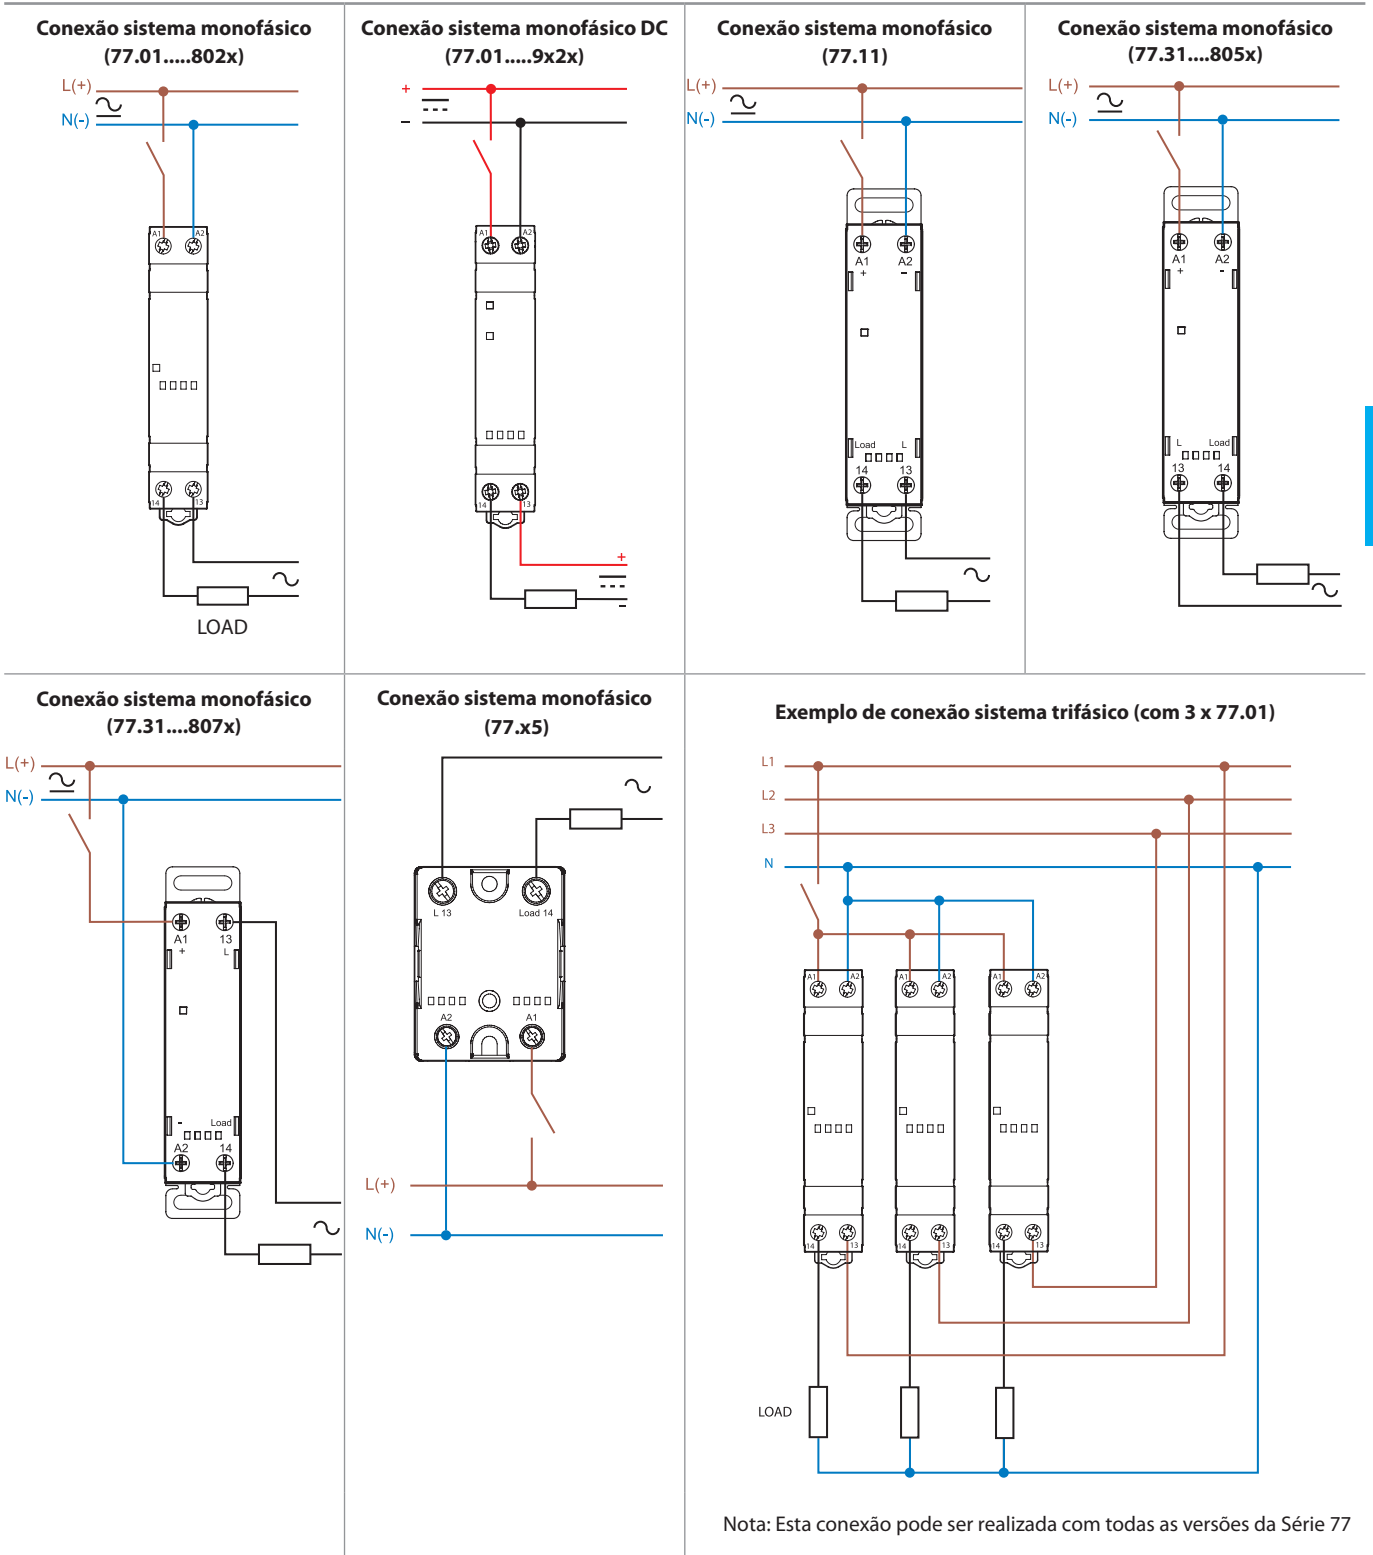 Conexão sistema monofásico
(77.01.....802x)
L(+)
N(-)
A1
A2
14
13
LOAD
Conexão sistema monofásico DC
(77.01.....9x2x)
+
–
A1
A2
14
13
+
-
Conexão sistema monofásico
(77.11)
L(+)
N(-)
A1
A2
+
-
Load
L
14
13
Conexão sistema monofásico
(77.31....805x)
L(+)
N(-)
A1
A2
+
-
L
Load
13
14
Conexão sistema monofásico
(77.31....807x)
L(+)
N(-)
A1
13
+
L
-
Load
A2
14
Conexão sistema monofásico
(77.x5)
L 13
Load 14
A2
A1
L(+)
N(-)
Exemplo de conexão sistema trifásico (com 3 x 77.01)
L1
L2
L3
N
A1
A2
A1
A2
A1
A2
14
13
14
13
14
13
LOAD
Nota: Esta conexão pode ser realizada com todas as versões da Série 77